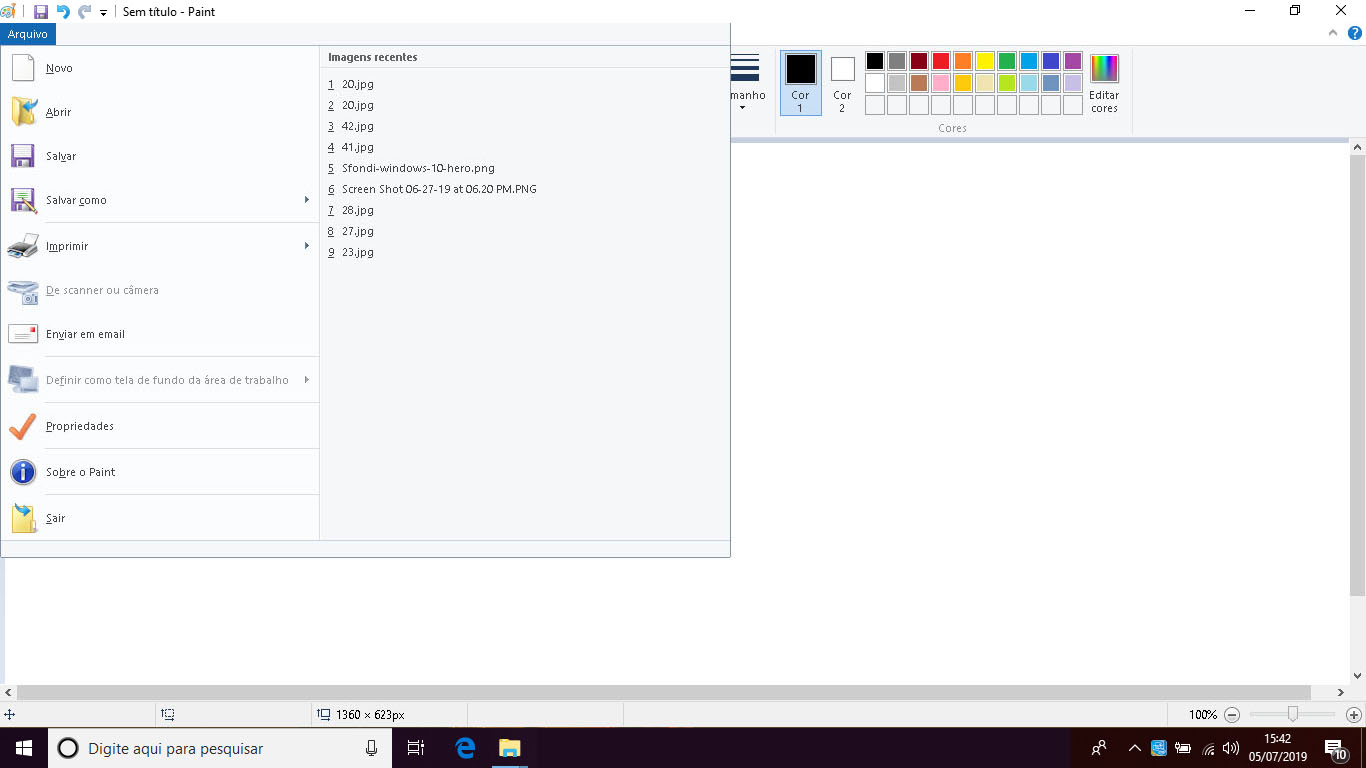 Sem título - Paint
Arquivo
Novo
Abrir
Salvar
Salvar como
Imprimir
De scanner ou câmera
Enviar em email
Definir como tela de fundo da área de trabalho
Propriedades
Sobre o Paint
Sair
Imagens recentes
1 20.jpg
2 20.jpg
3 42.jpg
4 41.jpg
5 Sfondi-windows-10-hero.png
6 Screen Shot 06-27-19 at 06.20 PM.PNG
7 28.jpg
8 27.jpg
9 23.jpg
manho
Cor
1
Cor
2
Editar
cores
Cores
1360 × 623px
100%
Digite aqui para pesquisar
15:42
05/07/2019
10